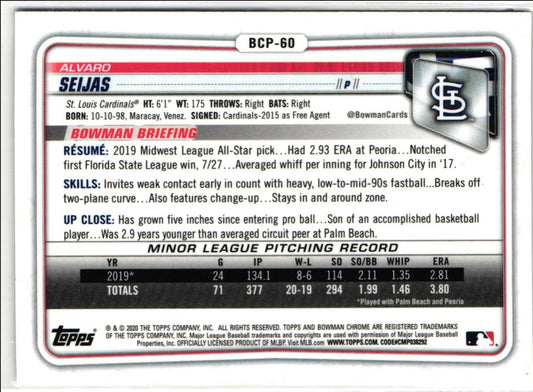 BCP-60
ALVARO
SEIJAS
// P //
St. Louis Cardinals® HT: 6'1" WT: 175 THROWS: Right BATS: Right
BORN: 10-10-98, Maracay, Venez. SIGNED: Cardinals-2015 as Free Agent
@BowmanCards
STL
BOWMAN BRIEFING
RÉSUMÉ: 2019 Midwest League All-Star pick...Had 2.93 ERA at Peoria...Notched
first Florida State League win, 7/27...Averaged whiff per inning for Johnson City in '17.
SKILLS: Invites weak contact early in count with heavy, low-to-mid-90s fastball...Breaks off
two-plane curve...Also features change-up...Stays in and around zone.
UP CLOSE: Has grown five inches since entering pro ball...Son of an accomplished basketball
player...Was 2.9 years younger than average circuit peer at Palm Beach.
MINOR LEAGUE PITCHING RECORD
YR G IP W-L SO SO/BB WHIP ERA
2019* 24 134.1 8-6 114 2.11 1.35 2.81
TOTALS 71 377 20-19 294 1.99 1.46 3.80
*Played with Palm Beach and Peoria
Topps
® & © 2020 THE TOPPS COMPANY, INC. ALL RIGHTS RESERVED. TOPPS AND BOWMAN CHROME ARE REGISTERED TRADEMARKS
OF THE TOPPS COMPANY, INC. Major League Baseball trademarks and copyrights are used with permission of Major League Baseball
Properties, Inc. OFFICIALLY LICENSED PRODUCT OF MLBP. Visit MLB.com WWW.TOPPS.COM. CODE#CMP038292